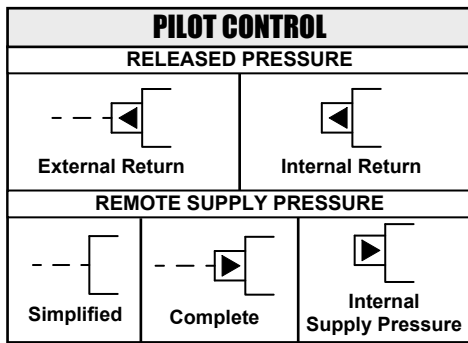 PILOT CONTROL
RELEASED PRESSURE
External Return
Internal Return
REMOTE SUPPLY PRESSURE
Simplified
Complete
Internal
Supply Pressure